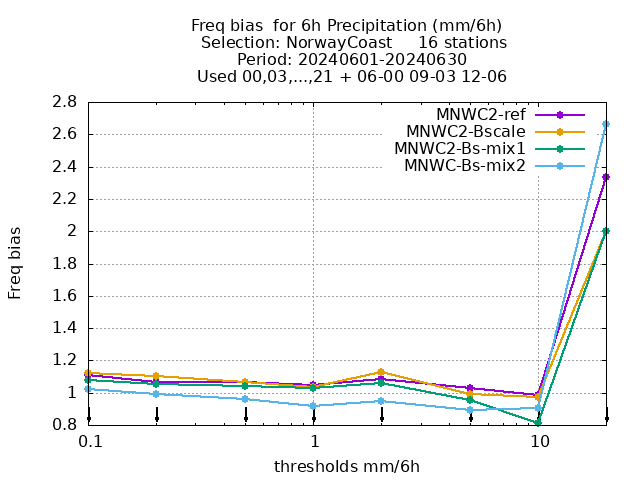 Freq bias  for 6h Precipitation (mm/6h)
Selection: NorwayCoast     16 stations
Period: 20240601-20240630
Used 00,03,...,21 + 06-00 09-03 12-06
MNWC2-ref
MNWC2-Bscale
MNWC2-Bs-mix1
MNWC-Bs-mix2
Freq bias
2.8
2.6
2.4
2.2
2
1.8
1.6
1.4
1.2
1
0.8
0.1
1
10
thresholds mm/6h